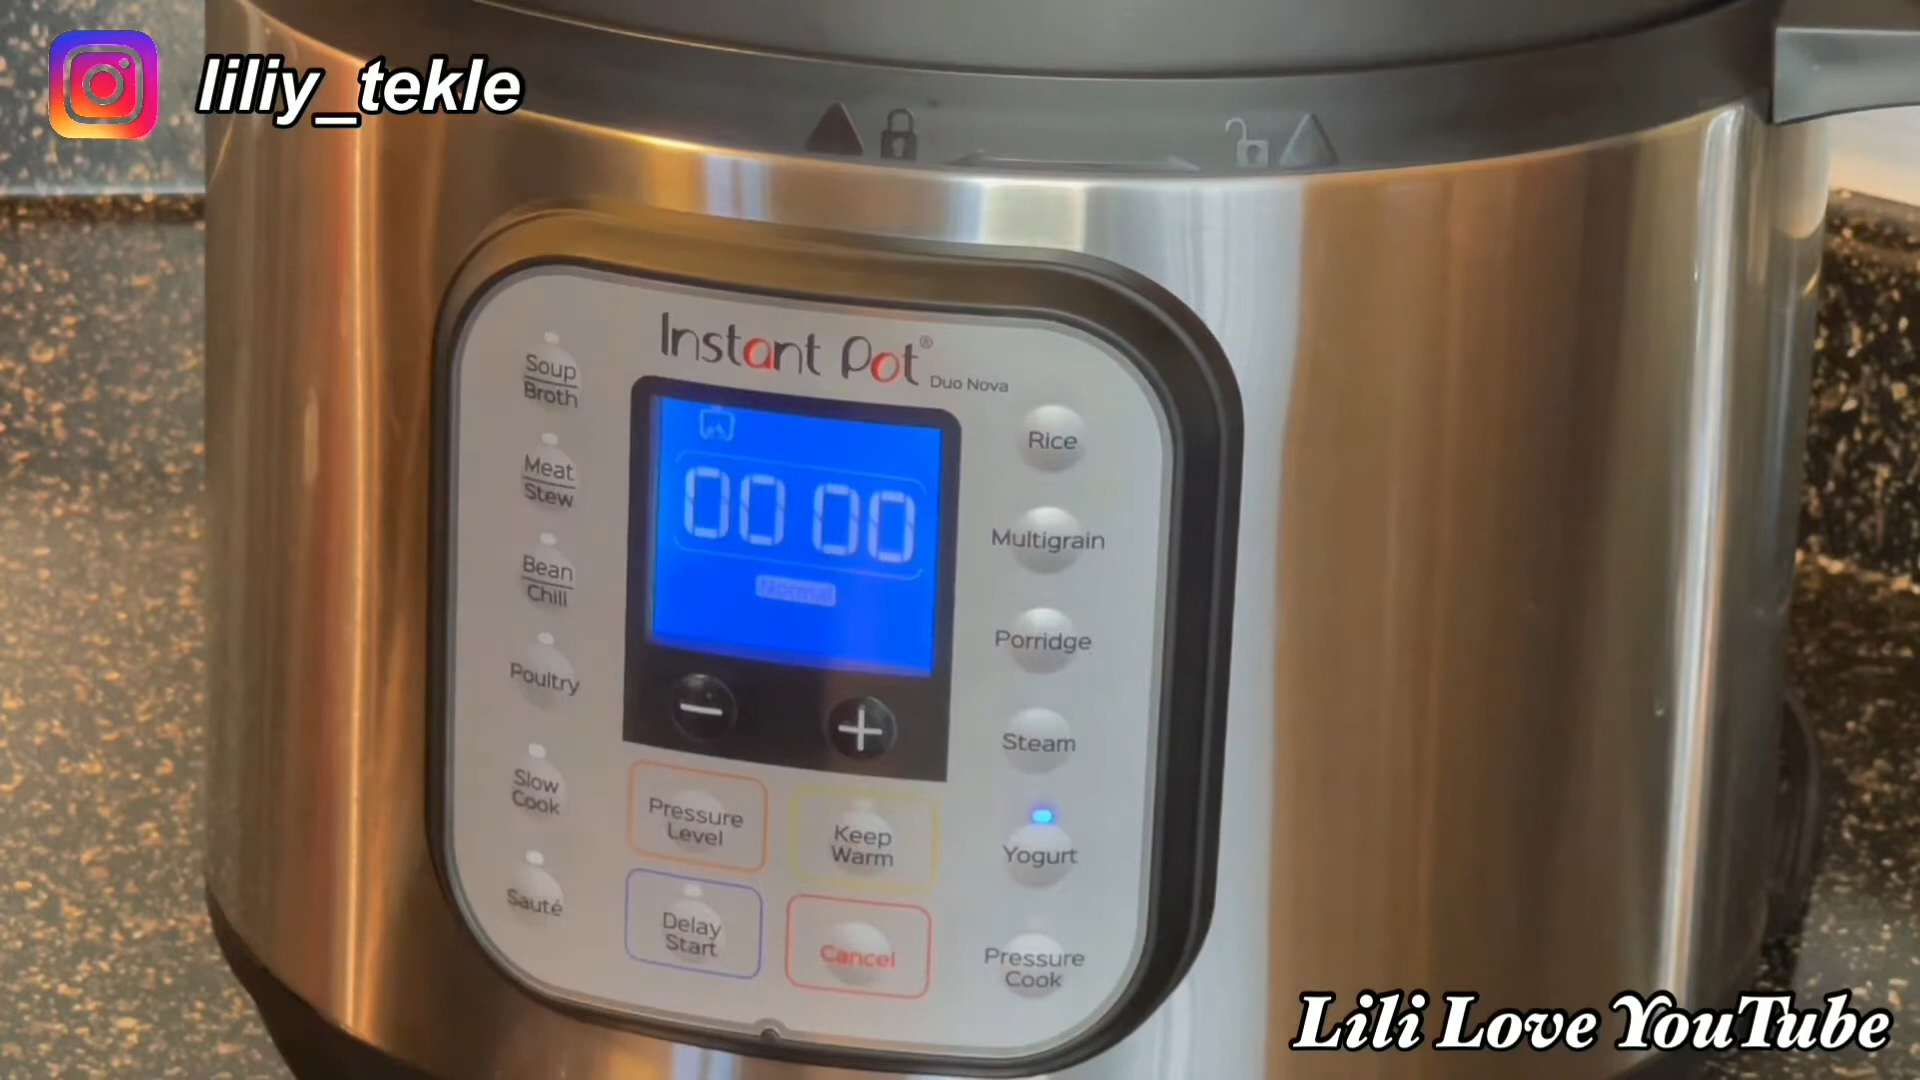 liliy_tekle
Instant Pot®
Duo Nova
Soup
Broth
Meat
Stew
Bean
Chili
Poultry
Slow
Cook
Sauté
00 00
Normal
Pressure
Level
Keep
Warm
Delay
Start
Cancel
Rice
Multigrain
Porridge
Steam
Yogurt
Pressure
Cook
Lili Love YouTube